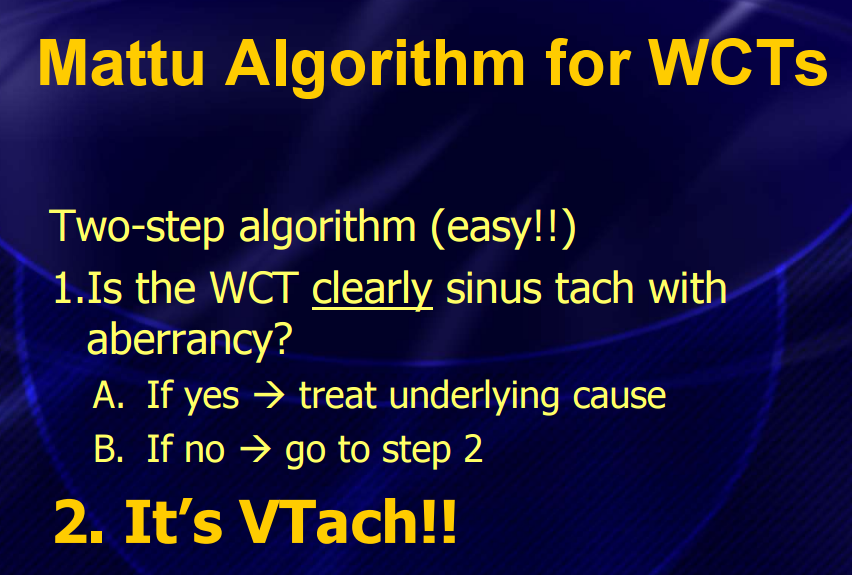 Mattu Algorithm for WCTs
Two-step algorithm (easy!!)
1.Is the WCT clearly sinus tach with
aberrancy?
A. If yes → treat underlying cause
B. If no → go to step 2
2. It’s VTach!!